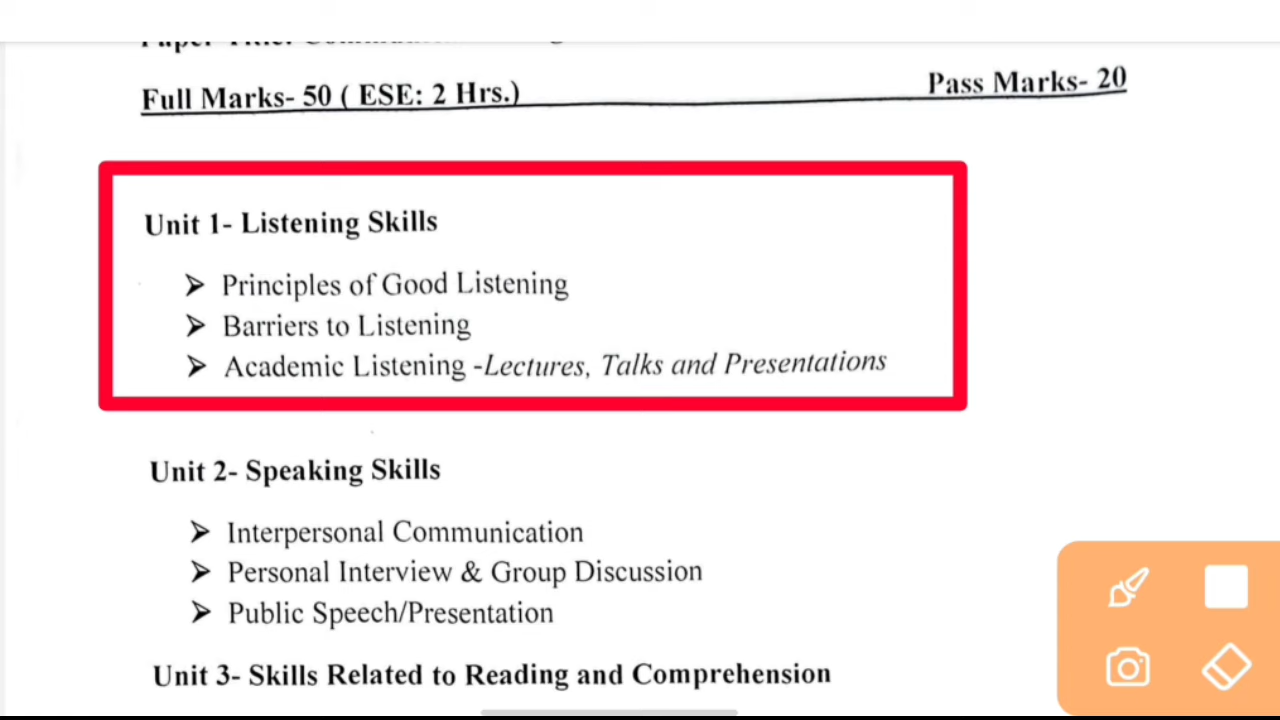 Full Marks- 50 ( ESE: 2 Hrs.) Pass Marks- 20
Unit 1- Listening Skills
➤ Principles of Good Listening
➤ Barriers to Listening
➤ Academic Listening -Lectures, Talks and Presentations
Unit 2- Speaking Skills
➤ Interpersonal Communication
➤ Personal Interview & Group Discussion
➤ Public Speech/Presentation
Unit 3- Skills Related to Reading and Comprehension